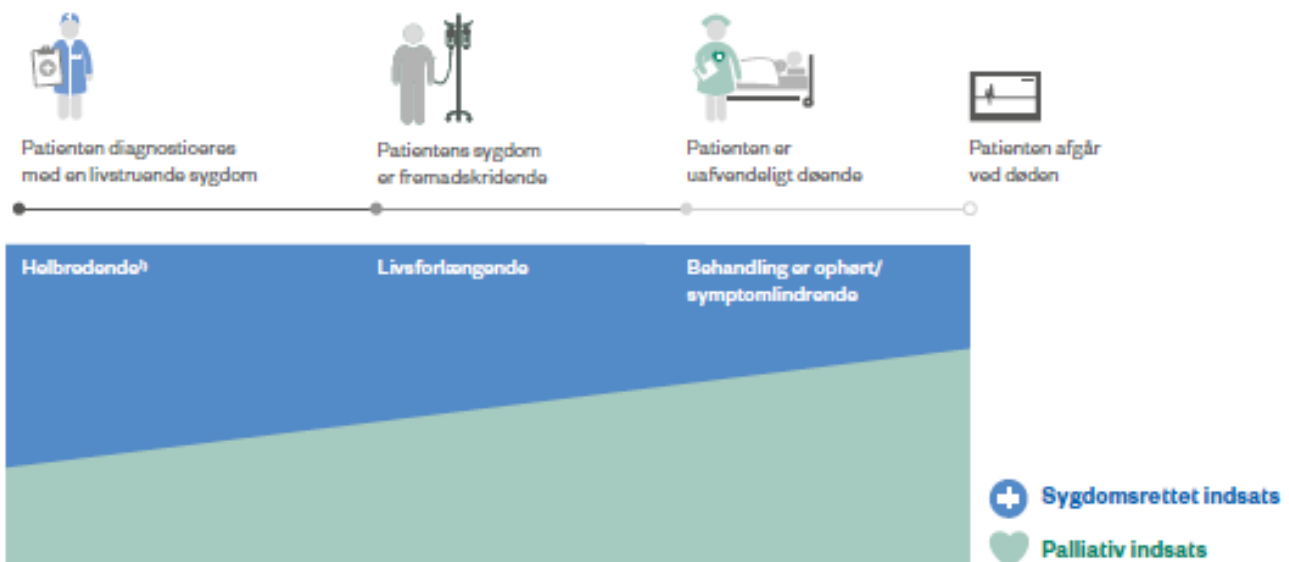 Patienten diagnosticeres
med en livstruende sygdom
Patientens sygdom
er fremadskridende
Patienten er
uafvendeligt døende
Patienten afgår
ved døden
Helbredende¹⁾
Livsforlængende
Behandling er ophørt/
symptomlindrende
Sygdomsrettet indsats
Palliativ indsats